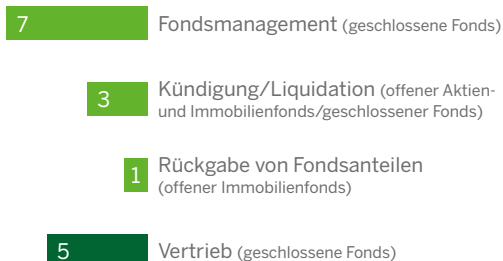 7 Fondsmanagement (geschlossene Fonds)
3 Kündigung/Liquidation (offener Aktien-
und Immobilienfonds/geschlossener Fonds)
1 Rückgabe von Fondsanteilen
(offener Immobilienfonds)
5 Vertrieb (geschlossene Fonds)